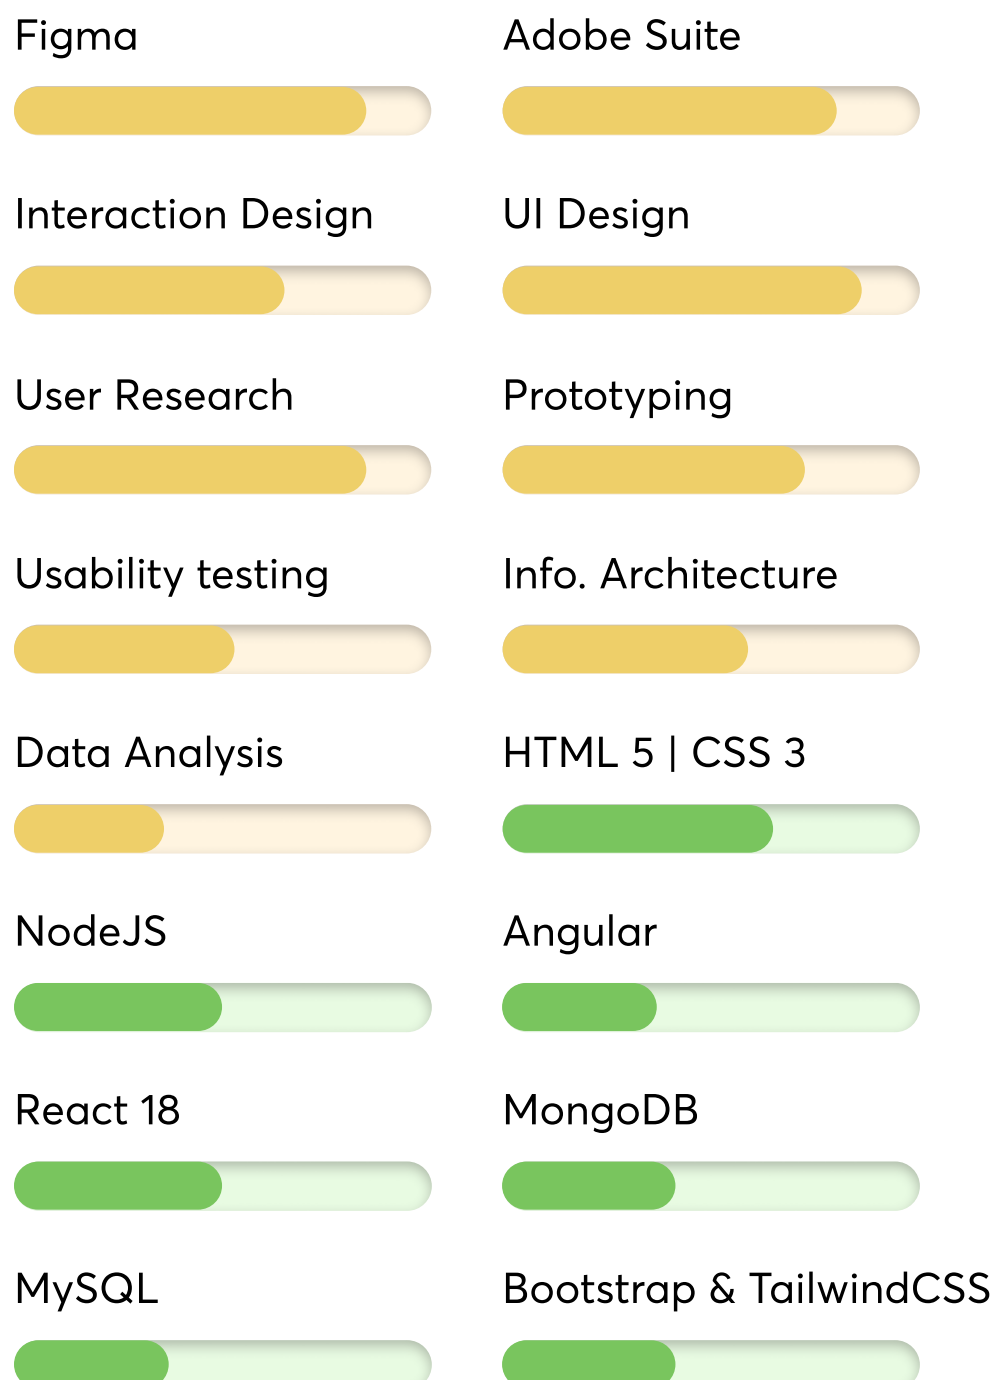 Figma
Adobe Suite
Interaction Design
UI Design
User Research
Prototyping
Usability testing
Info. Architecture
Data Analysis
HTML 5 | CSS 3
NodeJS
Angular
React 18
MongoDB
MySQL
Bootstrap & TailwindCSS